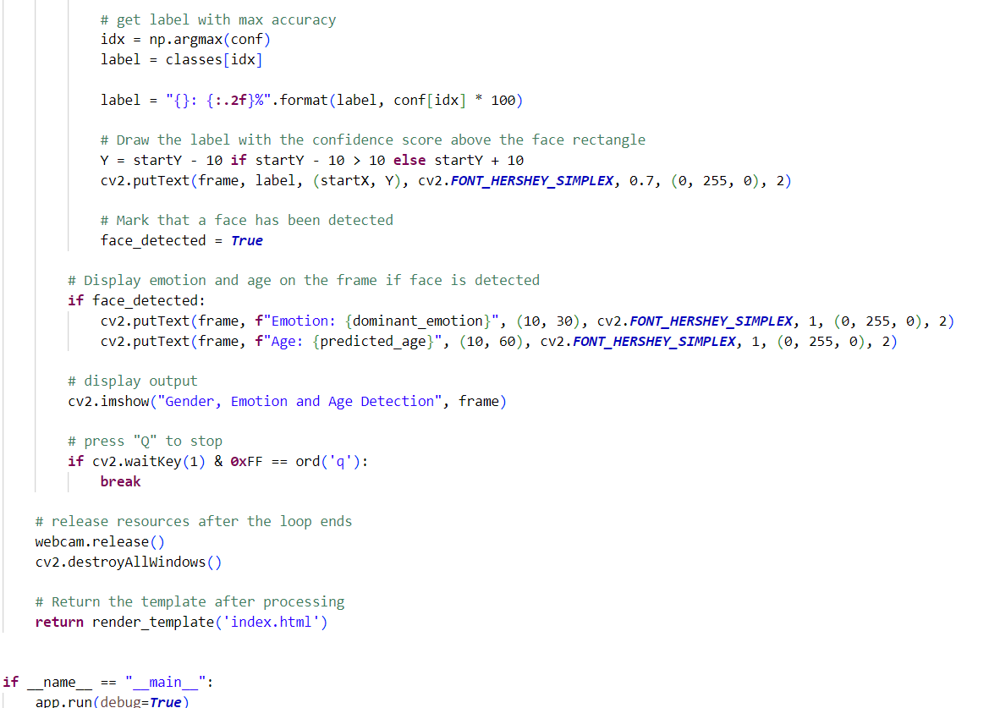 # get label with max accuracy
idx = np.argmax(conf)
label = classes[idx]
label = "{}: {:.2f}%".format(label, conf[idx] * 100)
# Draw the label with the confidence score above the face rectangle
Y = startY - 10 if startY - 10 > 10 else startY + 10
cv2.putText(frame, label, (startX, Y), cv2.FONT_HERSHEY_SIMPLEX, 0.7, (0, 255, 0), 2)
# Mark that a face has been detected
face_detected = True
# Display emotion and age on the frame if face is detected
if face_detected:
cv2.putText(frame, f"Emotion: {dominant_emotion}", (10, 30), cv2.FONT_HERSHEY_SIMPLEX, 1, (0, 255, 0), 2)
cv2.putText(frame, f"Age: {predicted_age}", (10, 60), cv2.FONT_HERSHEY_SIMPLEX, 1, (0, 255, 0), 2)
# display output
cv2.imshow("Gender, Emotion and Age Detection", frame)
# press "Q" to stop
if cv2.waitKey(1) & 0xFF == ord('q'):
break
# release resources after the loop ends
webcam.release()
cv2.destroyAllWindows()
# Return the template after processing
return render_template('index.html')
if __name__ == "__main__":
app.run(debug=True)